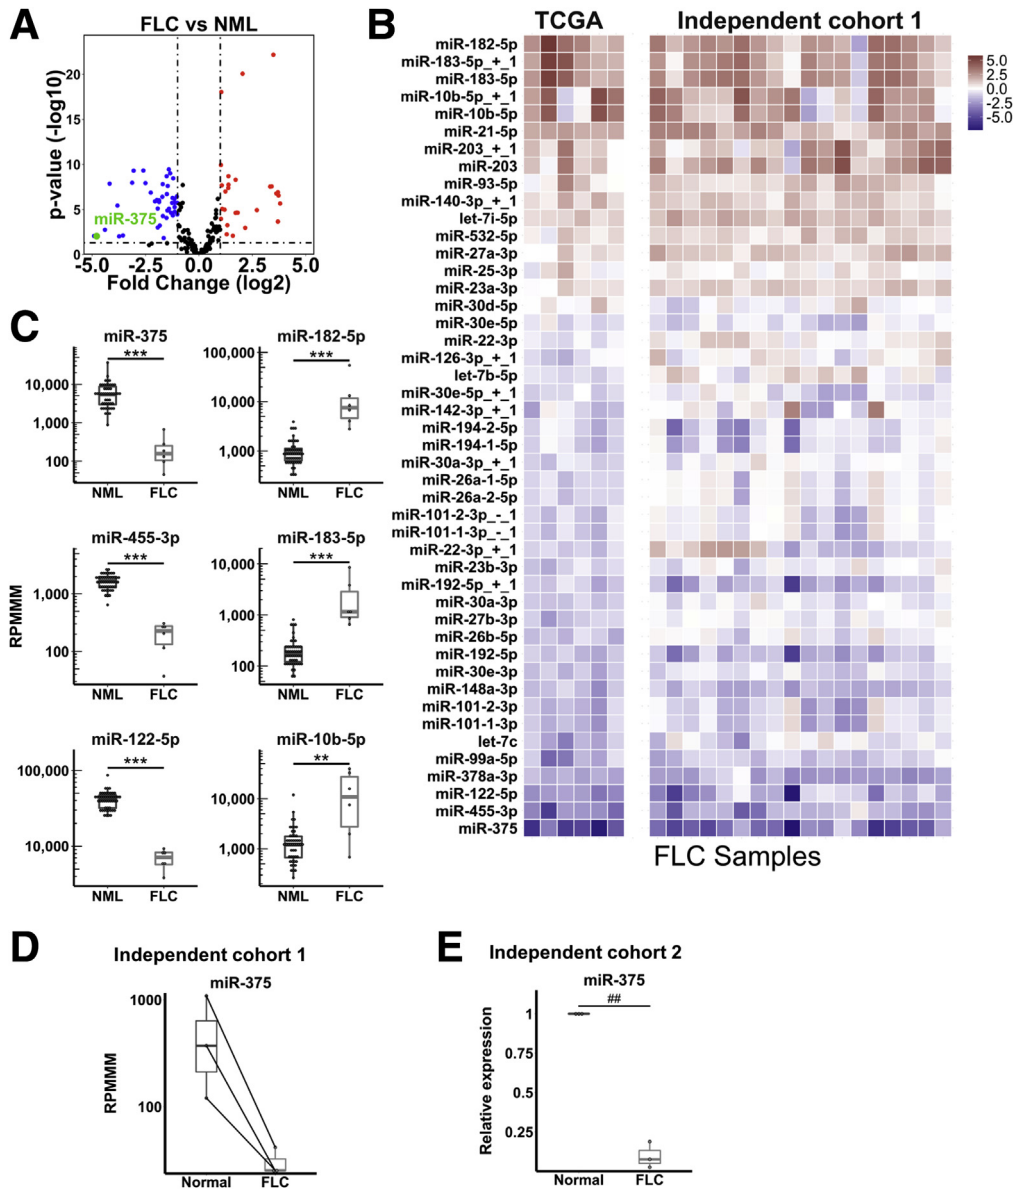 A
FLC vs NML
p-value (-log10)
20
15
10
5
0
miR-375
-5.0
-2.5
0.0
2.5
5.0
Fold Change (log2)
B
TCGA
Independent cohort 1
miR-182-5p
miR-183-5p_+_1
miR-183-5p
miR-10b-5p_+_1
miR-10b-5p
miR-21-5p
miR-203_+_1
miR-203
miR-93-5p
miR-140-3p_+_1
let-7i-5p
miR-532-5p
miR-27a-3p
miR-25-3p
miR-23a-3p
miR-30d-5p
miR-30e-5p
miR-22-3p
miR-126-3p_+_1
let-7b-5p
miR-30e-5p_+_1
miR-142-3p_+_1
miR-194-2-5p
miR-194-1-5p
miR-30a-3p_+_1
miR-26a-1-5p
miR-26a-2-5p
miR-101-2-3p_-_1
miR-101-1-3p_-_1
miR-22-3p_+_1
miR-23b-3p
miR-192-5p_+_1
miR-30a-3p
miR-27b-3p
miR-26b-5p
miR-192-5p
miR-30e-3p
miR-148a-3p
miR-101-2-3p
miR-101-1-3p
let-7c
miR-99a-5p
miR-378a-3p
miR-122-5p
miR-455-3p
miR-375
5.0
2.5
0.0
-2.5
-5.0
FLC Samples
C
RPMMM
miR-375
***
10,000
1,000
100
NML FLC
miR-182-5p
***
100,000
10,000
1,000
NML FLC
miR-455-3p
***
1,000
100
NML FLC
miR-183-5p
***
10,000
1,000
100
NML FLC
miR-122-5p
***
100,000
10,000
NML FLC
miR-10b-5p
**
10,000
1,000
NML FLC
D
Independent cohort 1
miR-375
RPMMM
1000
100
Normal FLC
E
Independent cohort 2
miR-375
##
Relative expression
1
0.75
0.5
0.25
Normal FLC